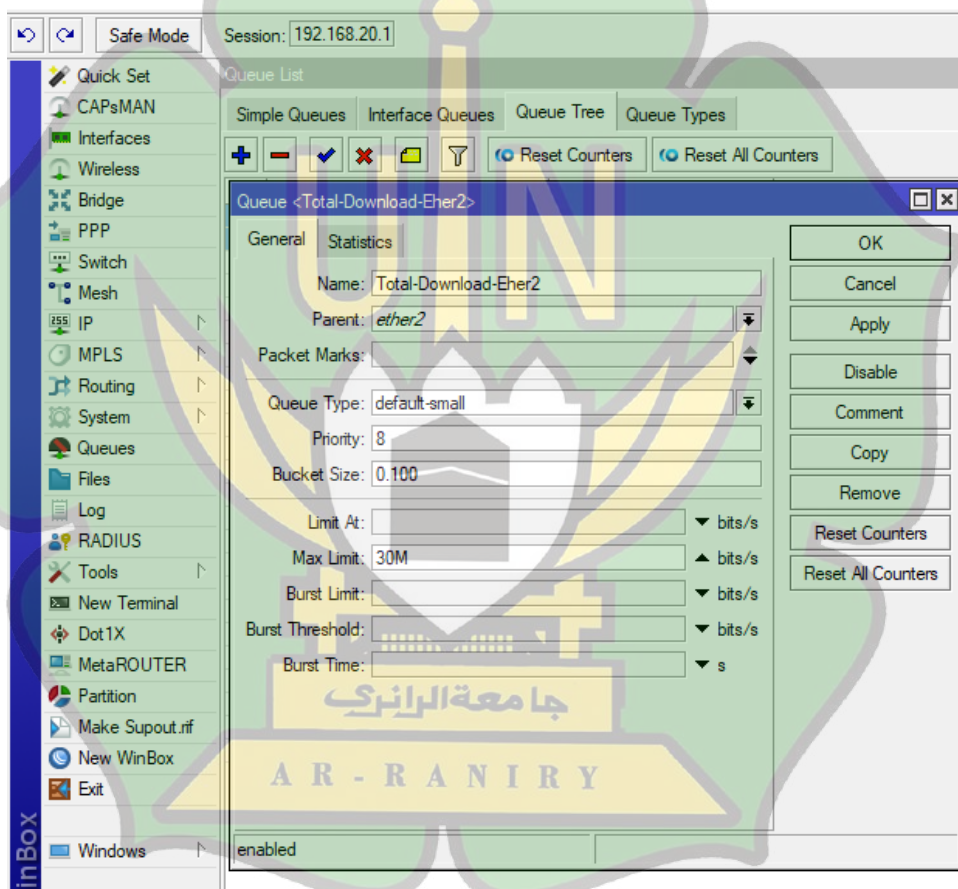 Safe Mode Session: 192.168.20.1
Quick Set
CAPsMAN
Interfaces
Wireless
Bridge
PPP
Switch
Mesh
IP
MPLS
Routing
System
Queues
Files
Log
RADIUS
Tools
New Terminal
Dot1X
MetaROUTER
Partition
Make Supout.rif
New WinBox
Exit
Windows
inBox
Queue List
Simple Queues Interface Queues Queue Tree Queue Types
Reset Counters Reset All Counters
Queue <Total-Download-Eher2>
General Statistics
Name: Total-Download-Eher2
Parent: ether2
Packet Marks:
Queue Type: default-small
Priority: 8
Bucket Size: 0.100
Limit At: bits/s
Max Limit: 30M bits/s
Burst Limit: bits/s
Burst Threshold: bits/s
Burst Time: s
enabled
OK
Cancel
Apply
Disable
Comment
Copy
Remove
Reset Counters
Reset All Counters
UIN
جامعة الرانري
AR-RANIRY